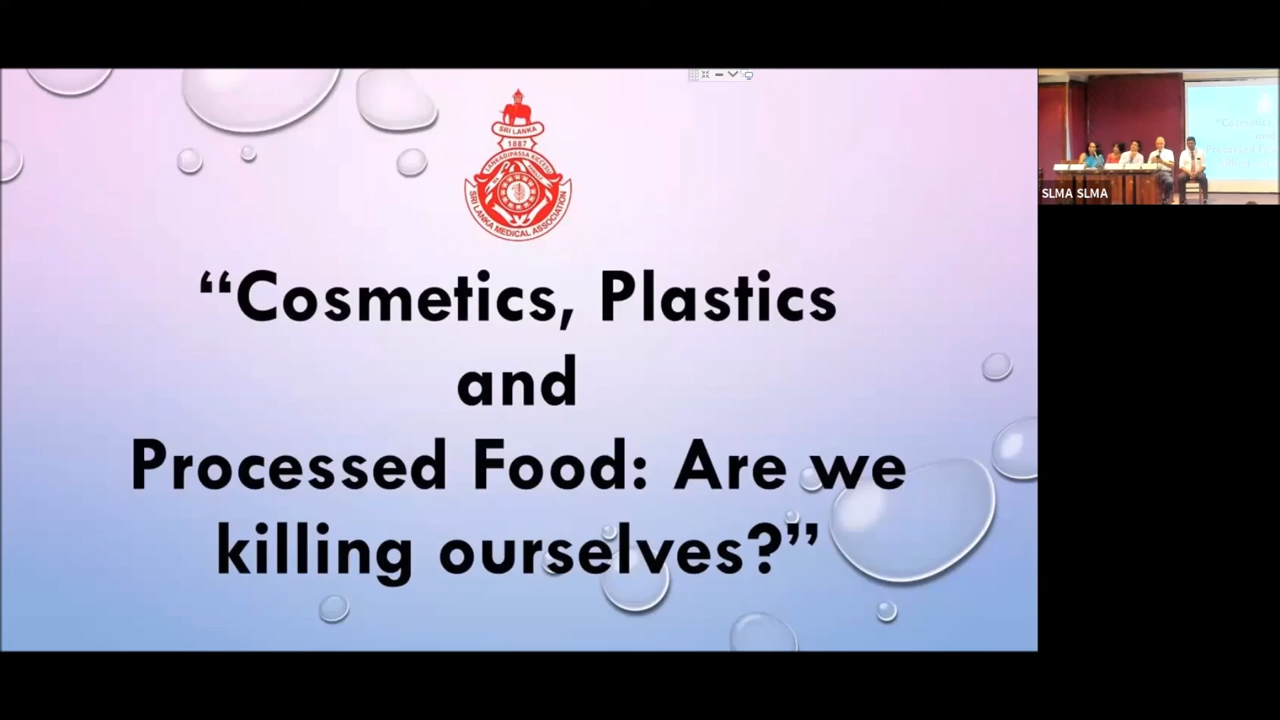 SRI LANKA
1887
SRI LANKA MEDICAL ASSOCIATION
“Cosmetics, Plastics
and
Processed Food: Are we
killing ourselves?”
SLMA SLMA